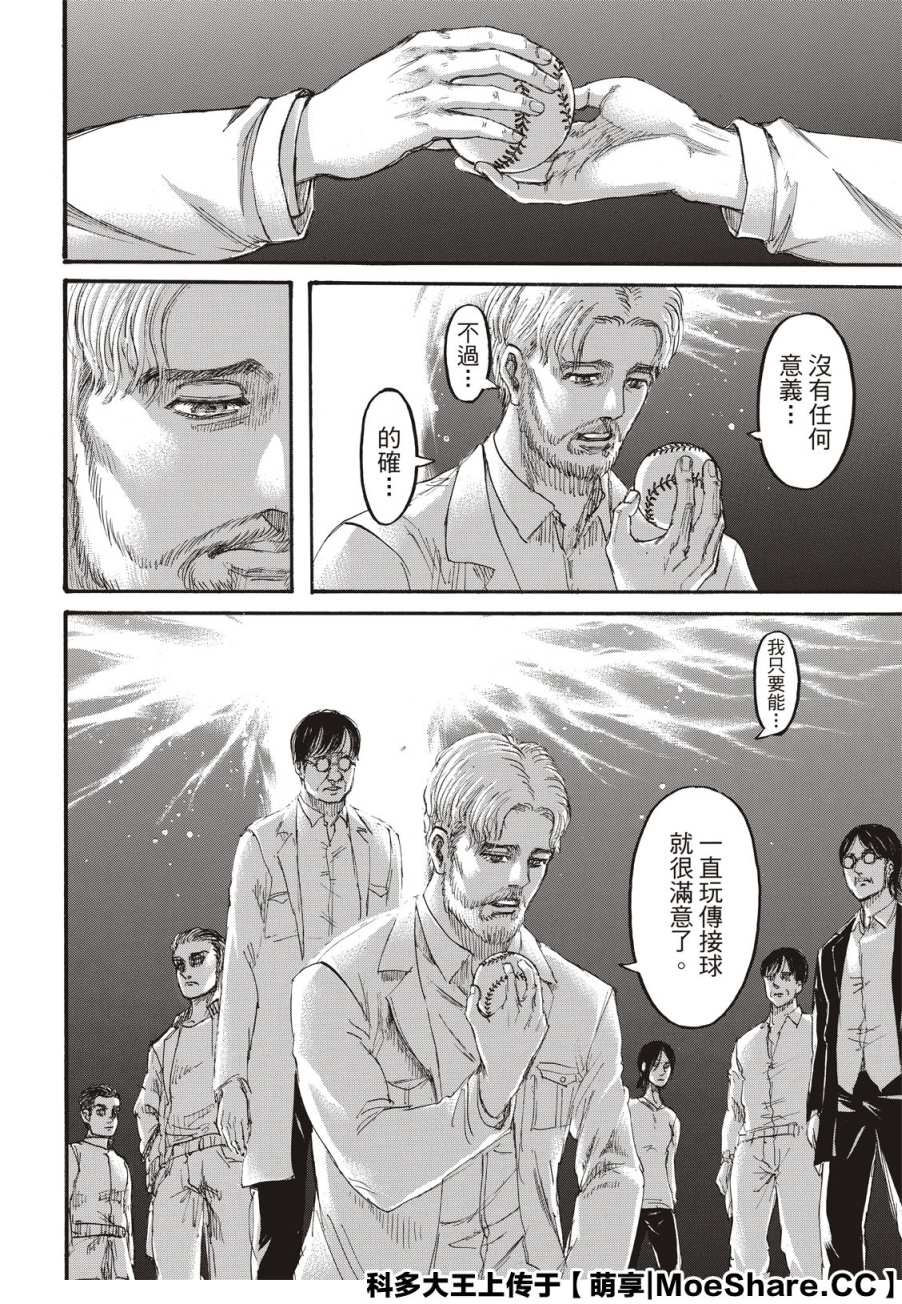 沒有任何
意義…
不過…
的確…
我只要能…
一直玩傳接球
就很滿意了。
科多大王上传于【 萌享|MoeShare.CC】